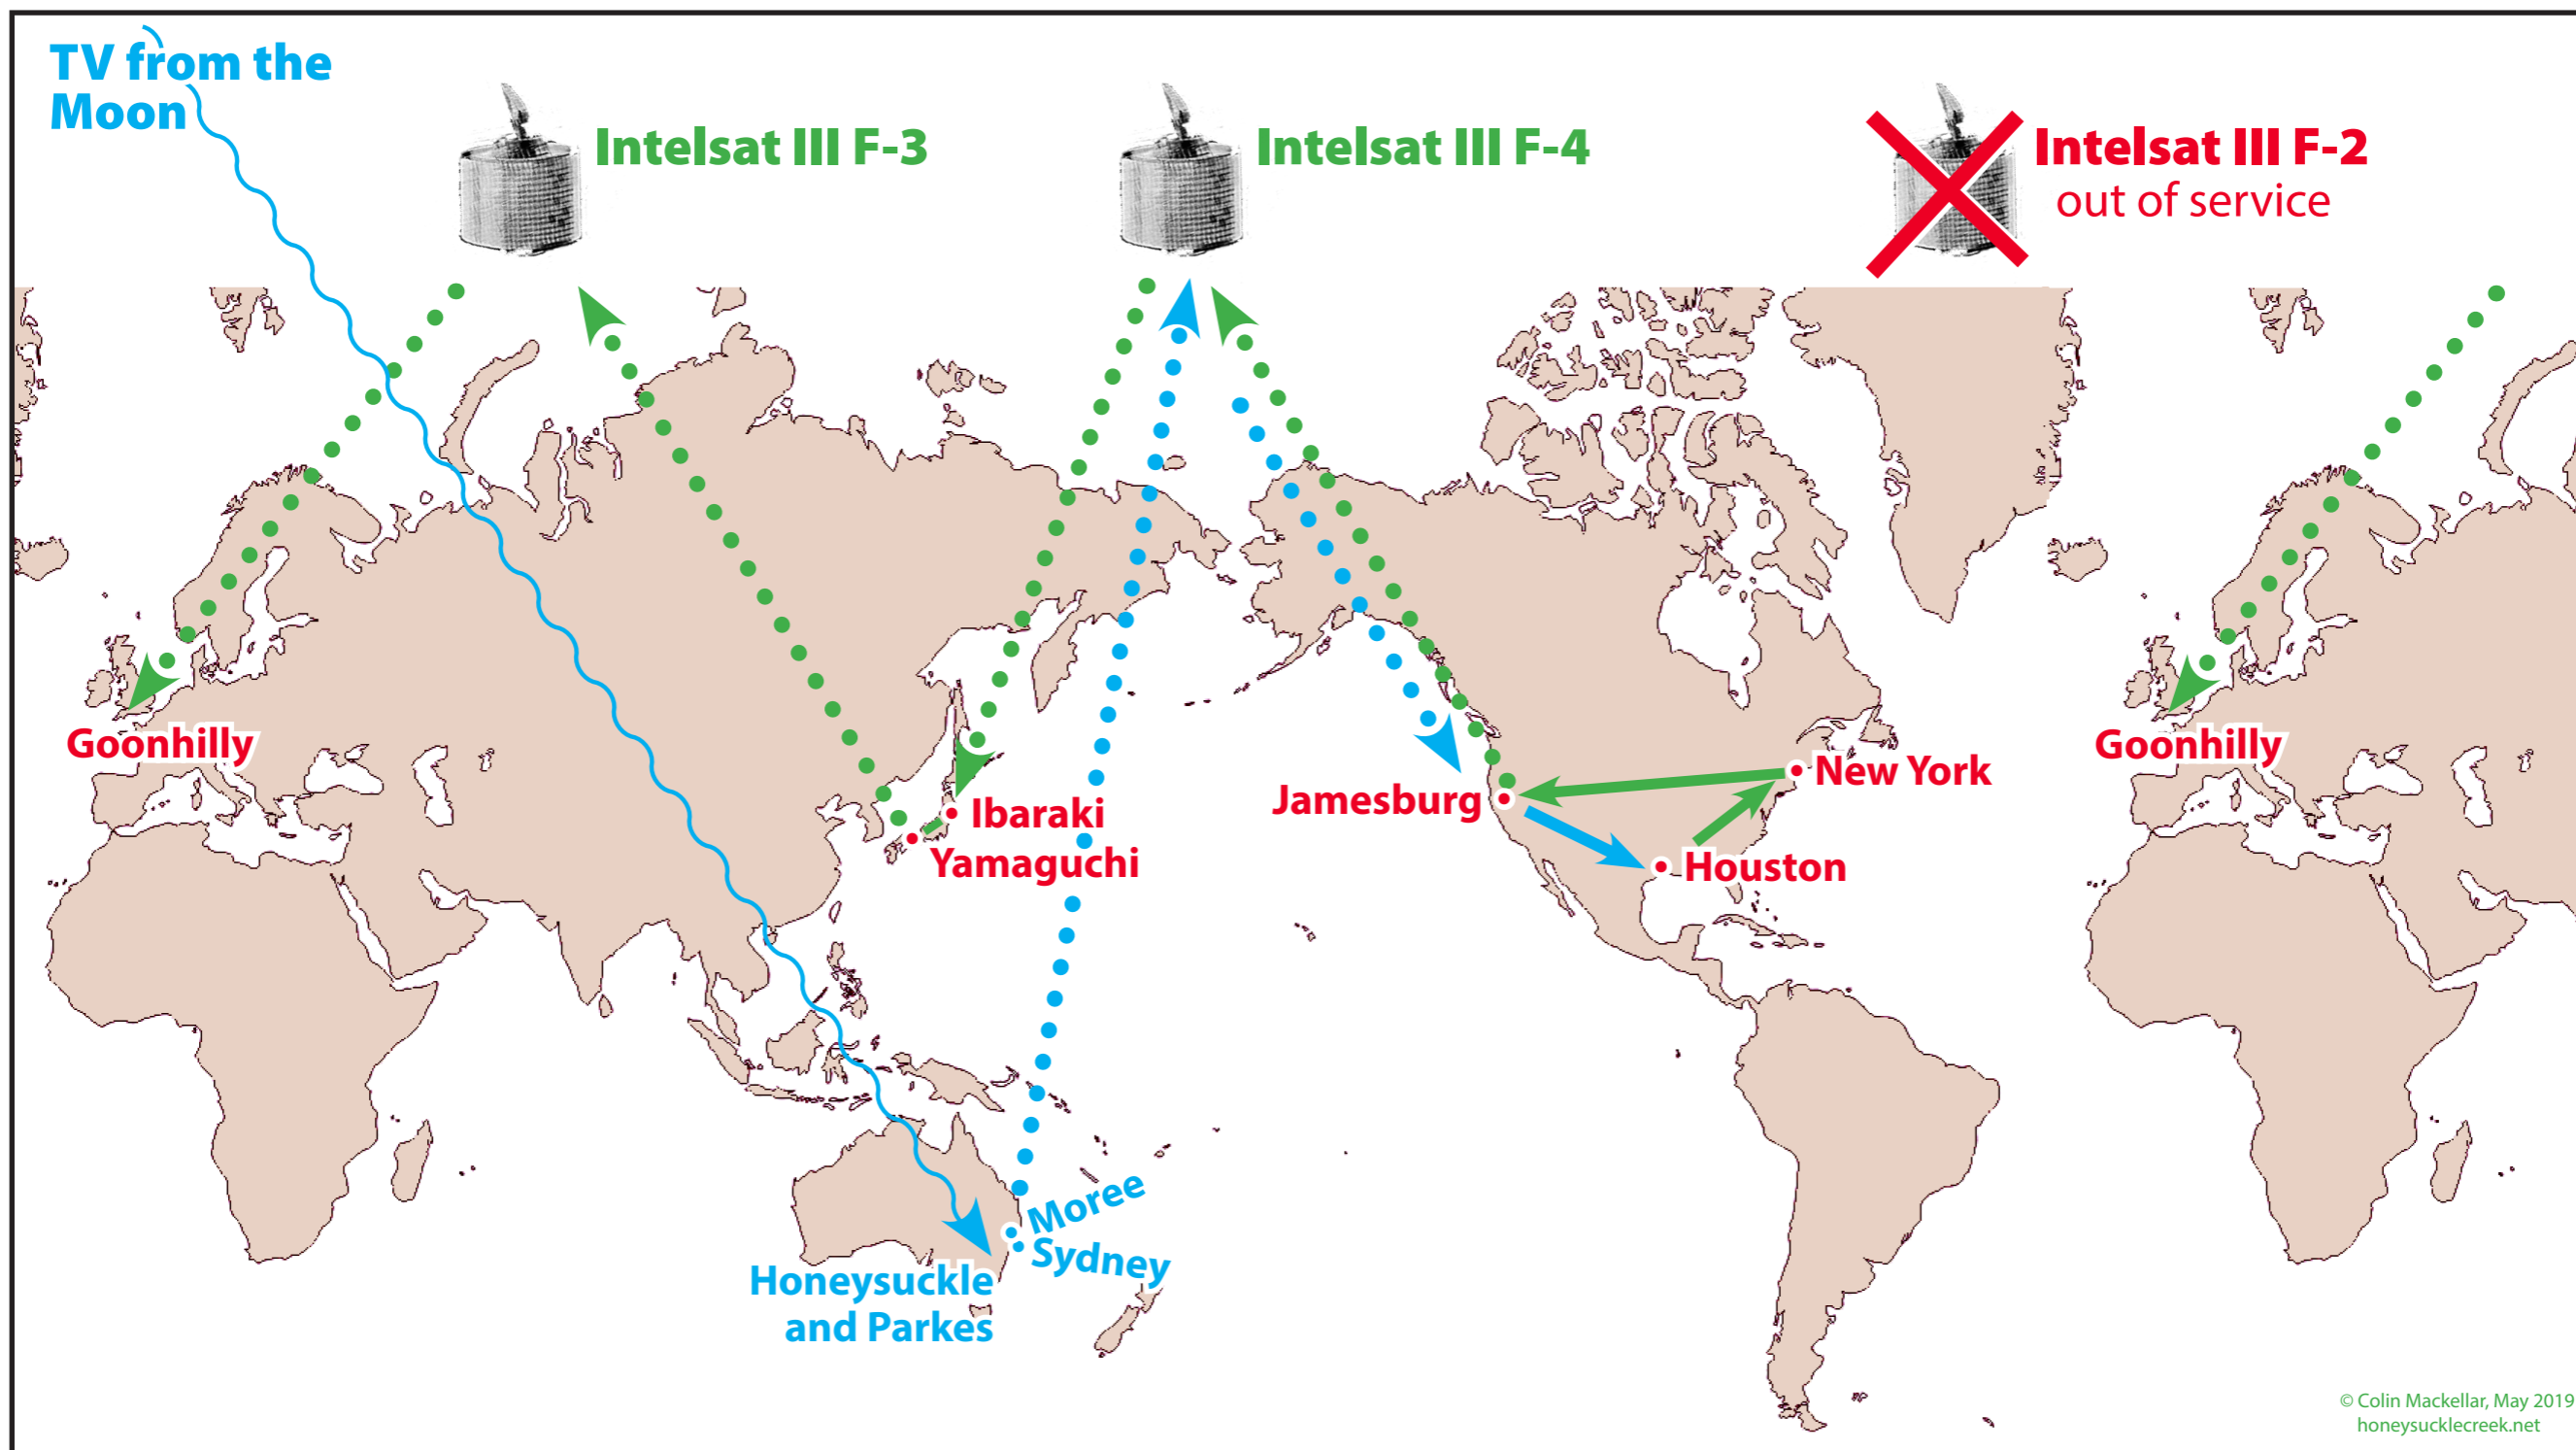 TV from the
Moon
Intelsat III F-3
Intelsat III F-4
Intelsat III F-2
out of service
Goonhilly
Ibaraki
Yamaguchi
Jamesburg
New York
Houston
Goonhilly
Moree
Sydney
Honeysuckle
and Parkes
© Colin Mackellar, May 2019
honeysucklecreek.net